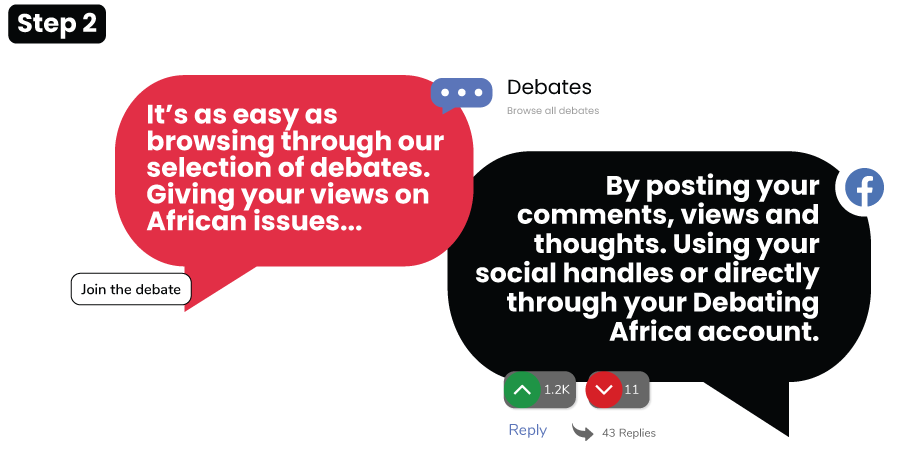 Step 2
It’s as easy as
browsing through our
selection of debates.
Giving your views on
African issues...
Join the debate
Debates
Browse all debates
By posting your
comments, views and
thoughts. Using your
social handles or directly
through your Debating
Africa account.
1.2K
11
Reply
43 Replies